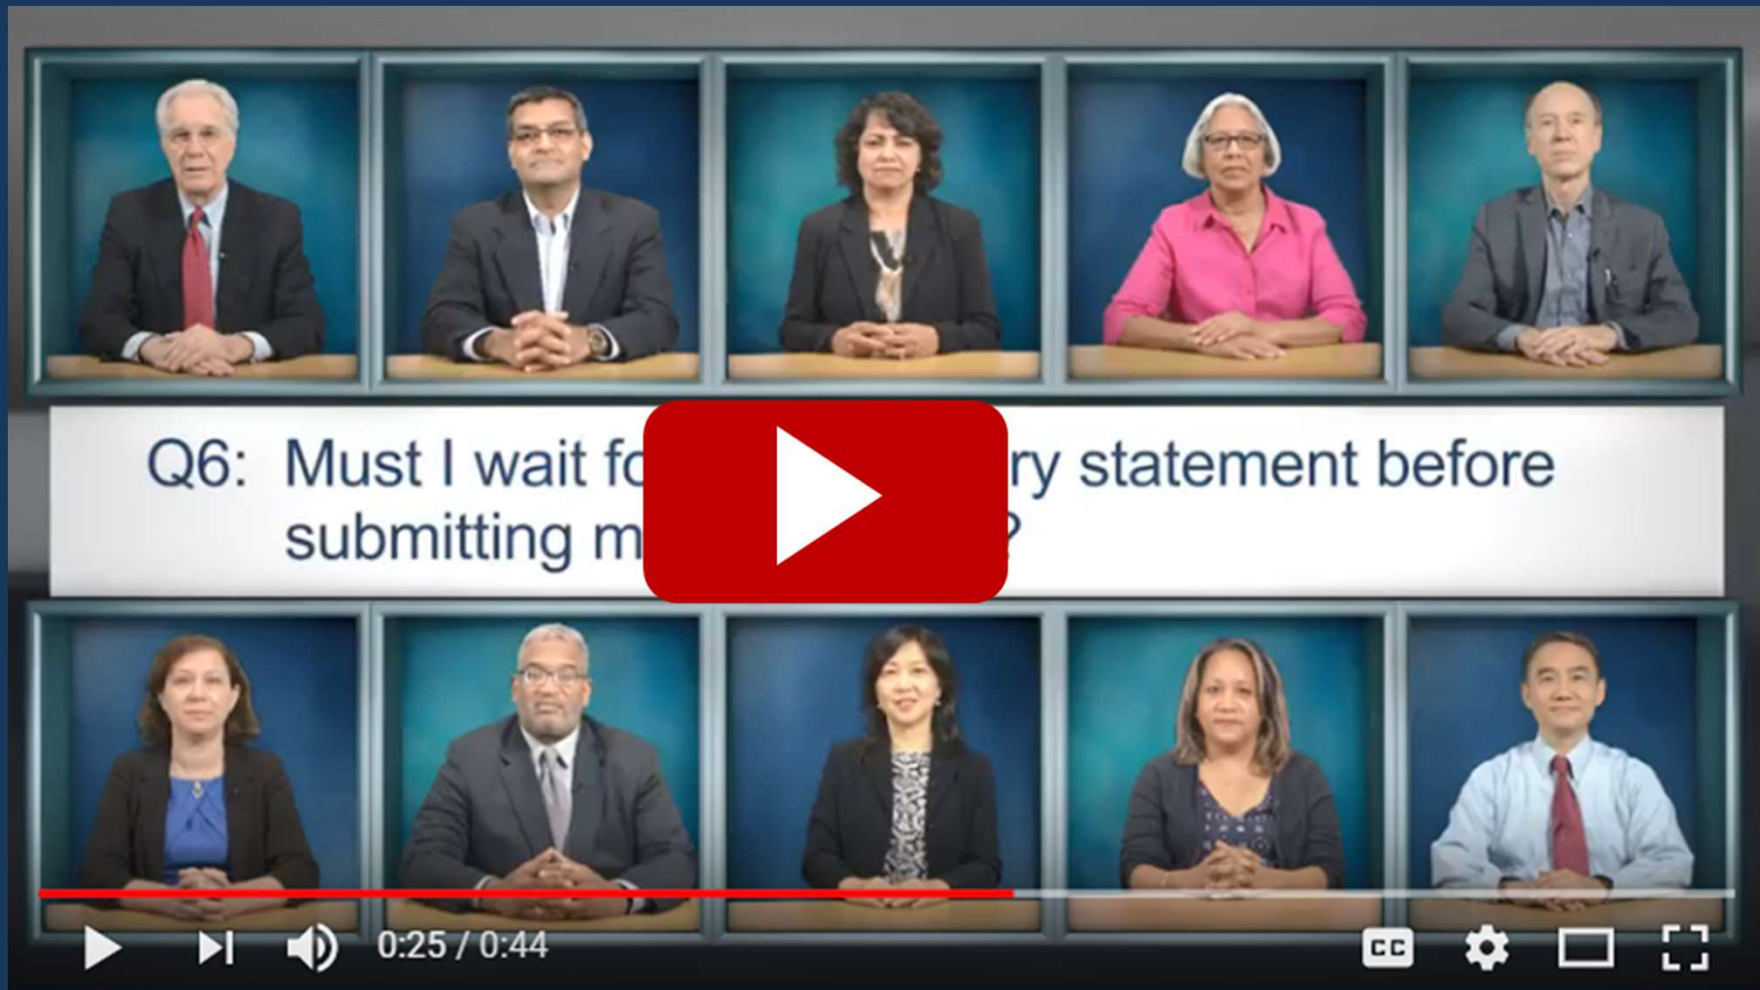 Q6: Must I wait fo ry statement before
submitting m ?
0:25 / 0:44
CC